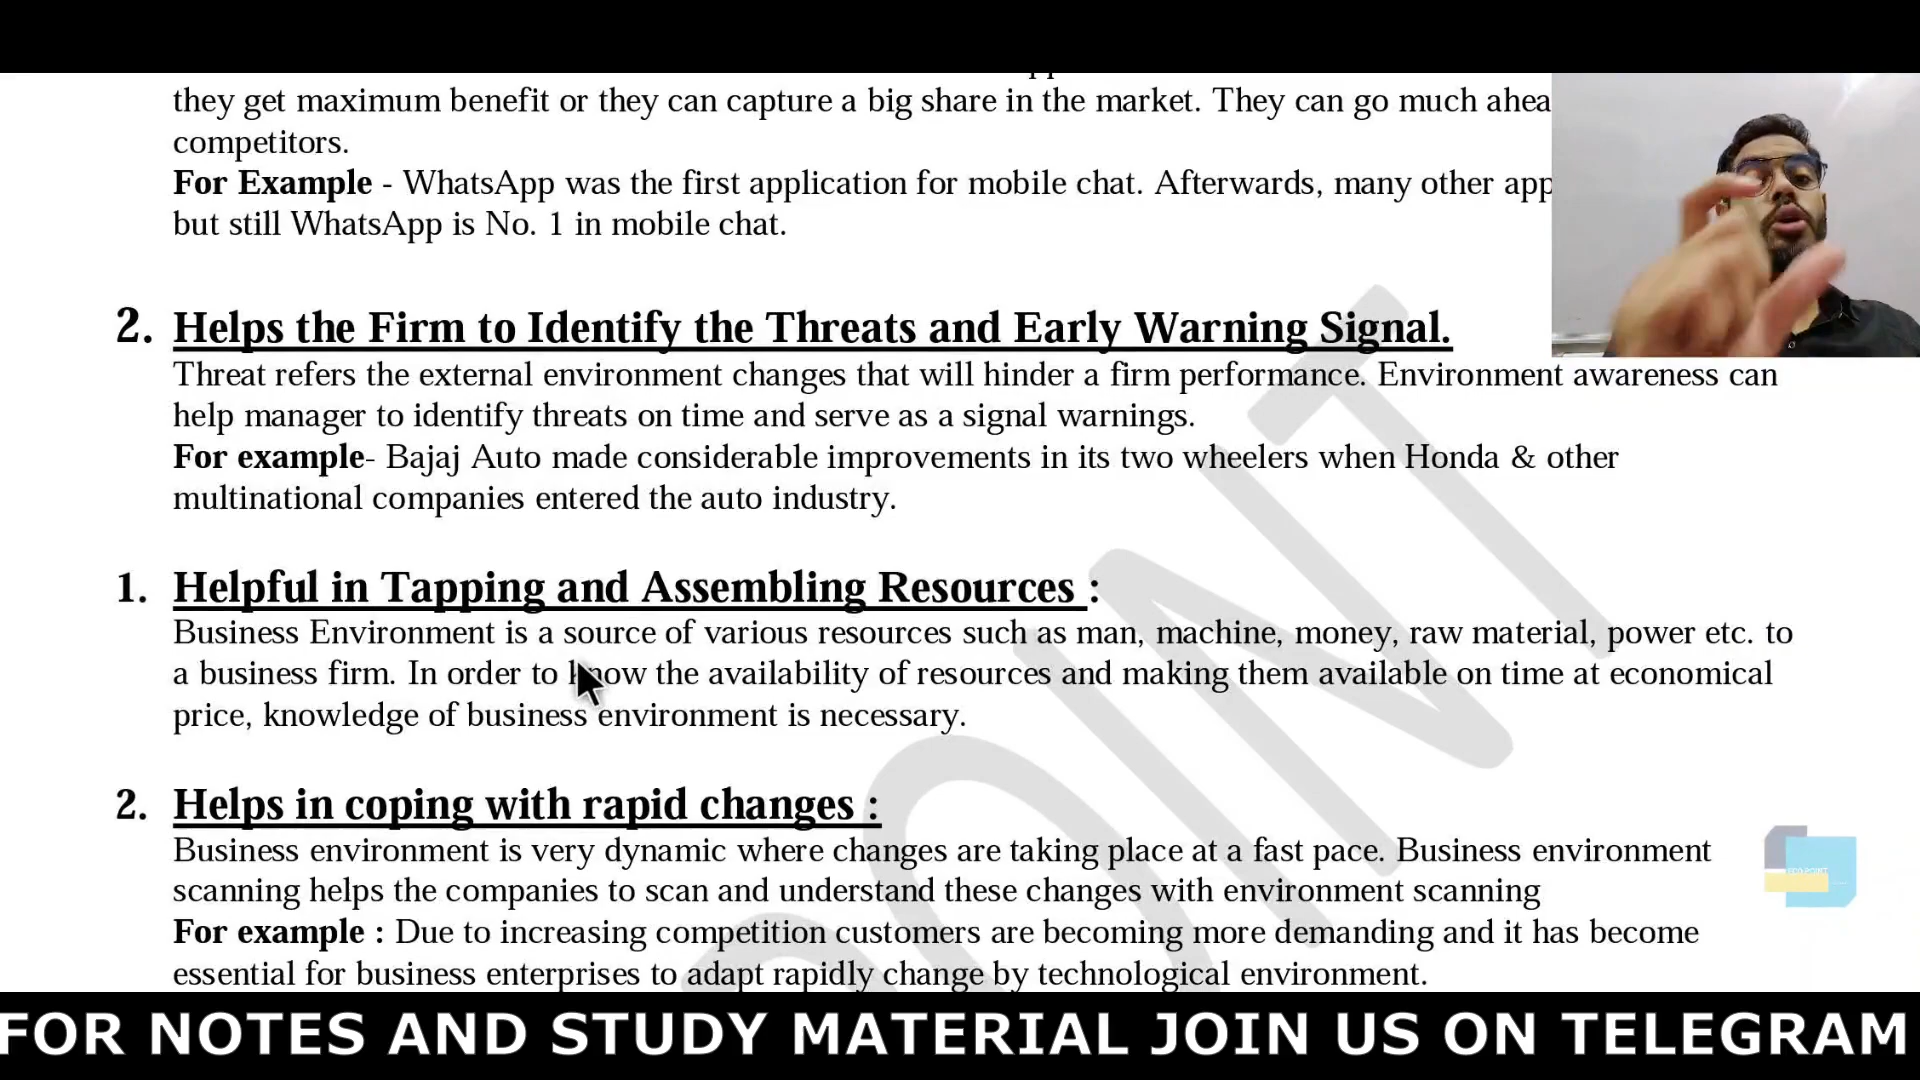 they get maximum benefit or they can capture a big share in the market. They can go much ahea
competitors.
For Example - WhatsApp was the first application for mobile chat. Afterwards, many other app
but still WhatsApp is No. 1 in mobile chat.
2. Helps the Firm to Identify the Threats and Early Warning Signal.
Threat refers the external environment changes that will hinder a firm performance. Environment awareness can
help manager to identify threats on time and serve as a signal warnings.
For example- Bajaj Auto made considerable improvements in its two wheelers when Honda & other
multinational companies entered the auto industry.
1. Helpful in Tapping and Assembling Resources :
Business Environment is a source of various resources such as man, machine, money, raw material, power etc. to
a business firm. In order to know the availability of resources and making them available on time at economical
price, knowledge of business environment is necessary.
2. Helps in coping with rapid changes :
Business environment is very dynamic where changes are taking place at a fast pace. Business environment
scanning helps the companies to scan and understand these changes with environment scanning
For example : Due to increasing competition customers are becoming more demanding and it has become
essential for business enterprises to adapt rapidly change by technological environment.
OINT
FOR NOTES AND STUDY MATERIAL JOIN US ON TELEGRAM